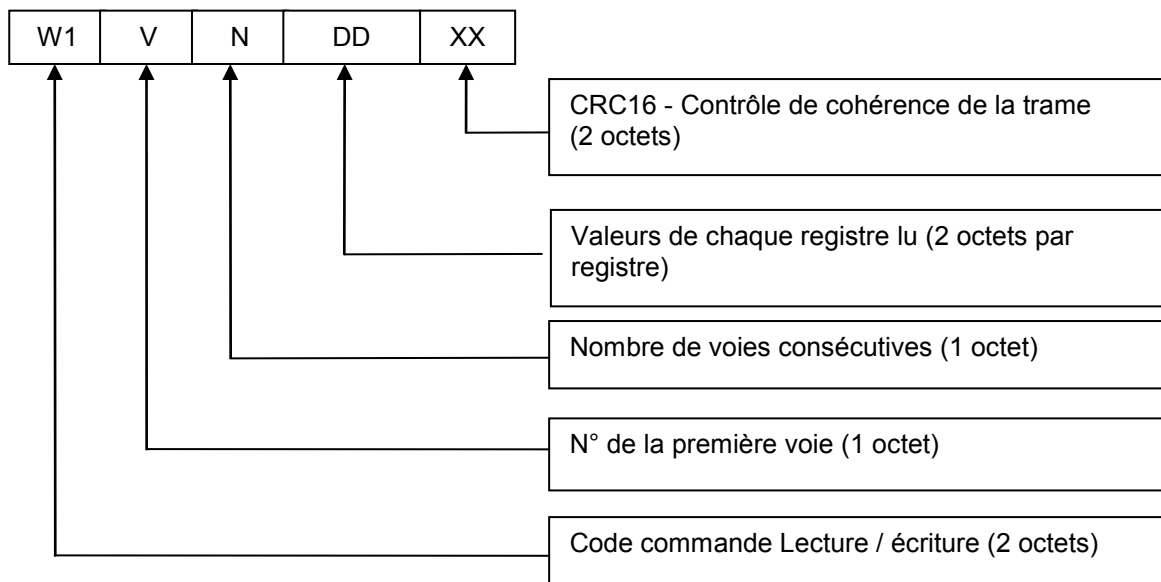 W1 V N DD XX
CRC16 - Contrôle de cohérence de la trame
(2 octets)
Valeurs de chaque registre lu (2 octets par
registre)
Nombre de voies consécutives (1 octet)
N° de la première voie (1 octet)
Code commande Lecture / écriture (2 octets)